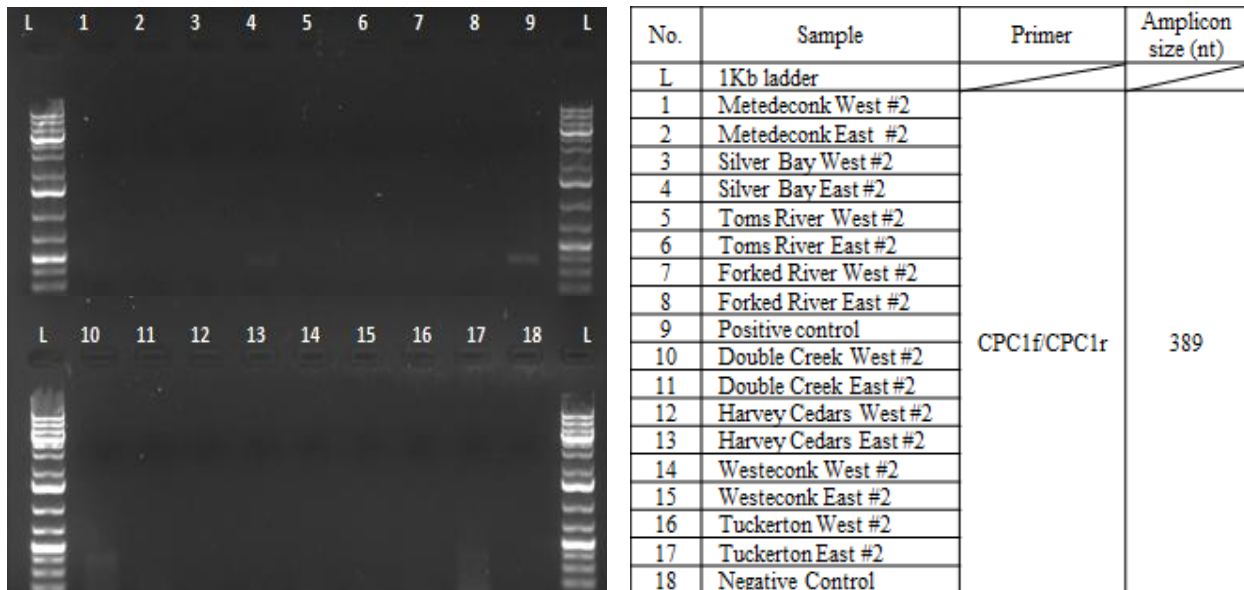 L 1 2 3 4 5 6 7 8 9 L
L 10 11 12 13 14 15 16 17 18 L
No. Sample Primer Amplicon size (nt)
L 1Kb ladder
1 Metedeconk West #2
2 Metedeconk East #2
3 Silver Bay West #2
4 Silver Bay East #2
5 Toms River West #2
6 Toms River East #2
7 Forked River West #2
8 Forked River East #2
9 Positive control
CPC1f/CPC1r 389
10 Double Creek West #2
11 Double Creek East #2
12 Harvey Cedars West #2
13 Harvey Cedars East #2
14 Westeconk West #2
15 Westeconk East #2
16 Tuckerton West #2
17 Tuckerton East #2
18 Negative Control